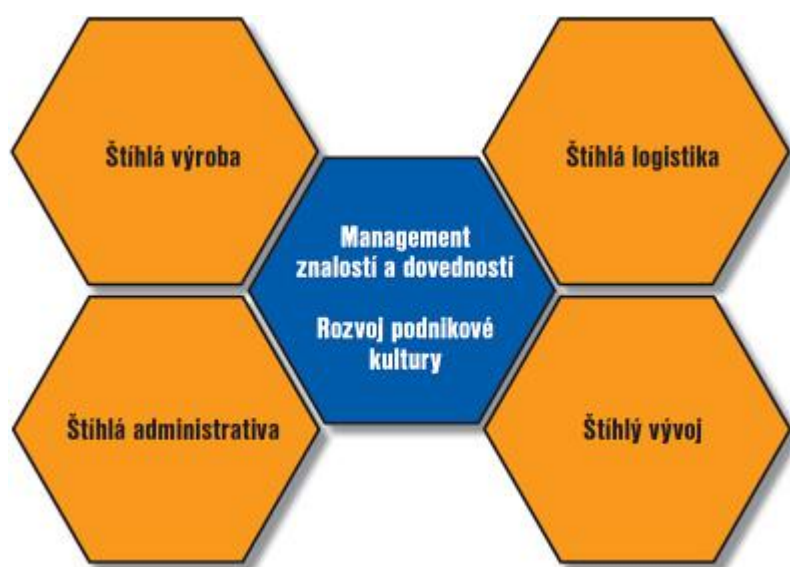 Štíhlá výroba
Štíhlá logistika
Management
znalostí a dovedností
Rozvoj podnikové
kultury
Štíhlá administrativa
Štíhlý vývoj